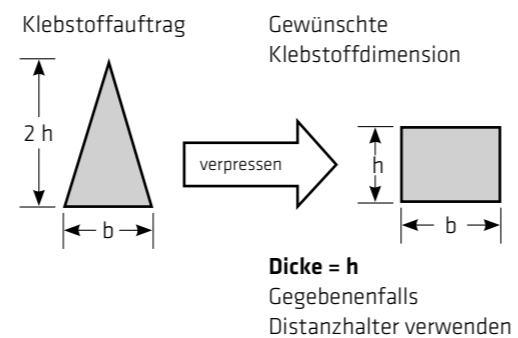 Klebstoffauftrag
Gewünschte
Klebstoffdimension
2 h
verpressen
h
b
b
Dicke = h
Gegebenenfalls
Distanzhalter verwenden